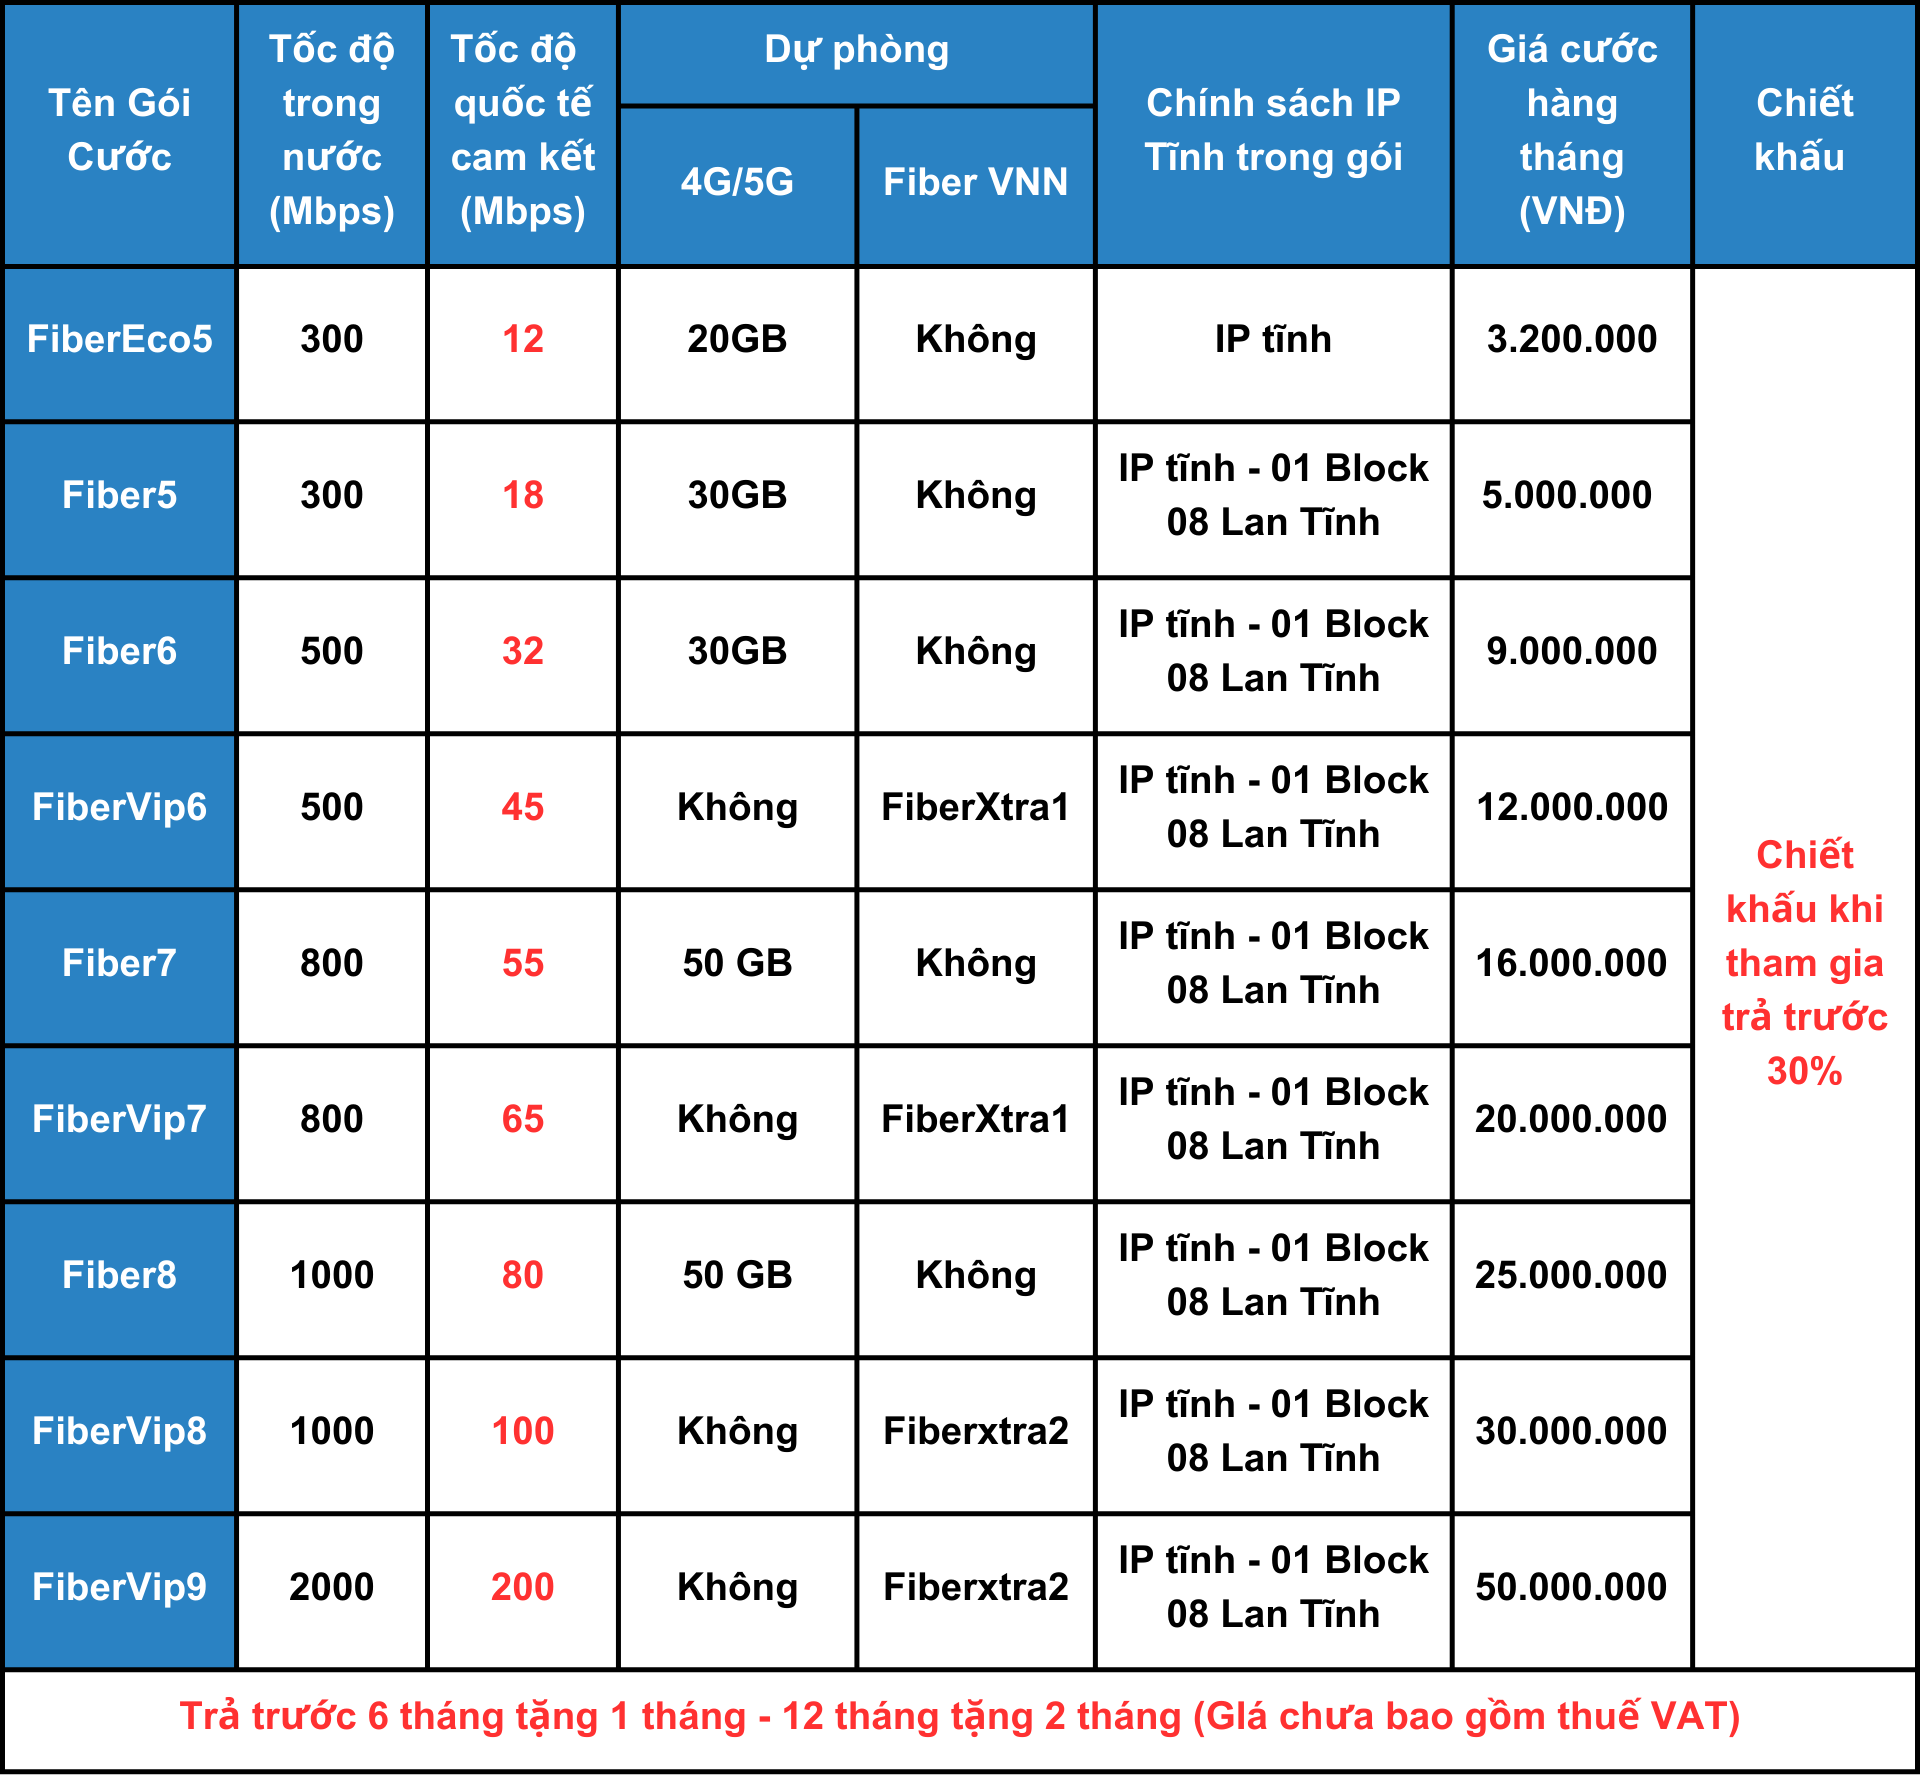 Tên Gói
Cước
Tốc độ
trong
nước
(Mbps)
Tốc độ
quốc tế
cam kết
(Mbps)
Dự phòng
4G/5G
Fiber VNN
Chính sách IP
Tĩnh trong gói
Giá cước
hàng
tháng
(VNĐ)
Chiết
khấu
FiberEco5
300
12
20GB
Không
IP tĩnh
3.200.000
Fiber5
300
18
30GB
Không
IP tĩnh - 01 Block
08 Lan Tĩnh
5.000.000
Fiber6
500
32
30GB
Không
IP tĩnh - 01 Block
08 Lan Tĩnh
9.000.000
FiberVip6
500
45
Không
FiberXtra1
IP tĩnh - 01 Block
08 Lan Tĩnh
12.000.000
Fiber7
800
55
50 GB
Không
IP tĩnh - 01 Block
08 Lan Tĩnh
16.000.000
FiberVip7
800
65
Không
FiberXtra1
IP tĩnh - 01 Block
08 Lan Tĩnh
20.000.000
Fiber8
1000
80
50 GB
Không
IP tĩnh - 01 Block
08 Lan Tĩnh
25.000.000
FiberVip8
1000
100
Không
Fiberxtra2
IP tĩnh - 01 Block
08 Lan Tĩnh
30.000.000
FiberVip9
2000
200
Không
Fiberxtra2
IP tĩnh - 01 Block
08 Lan Tĩnh
50.000.000
Chiết
khấu khi
tham gia
trả trước
30%
Trả trước 6 tháng tặng 1 tháng - 12 tháng tặng 2 tháng (GIá chưa bao gồm thuế VAT)